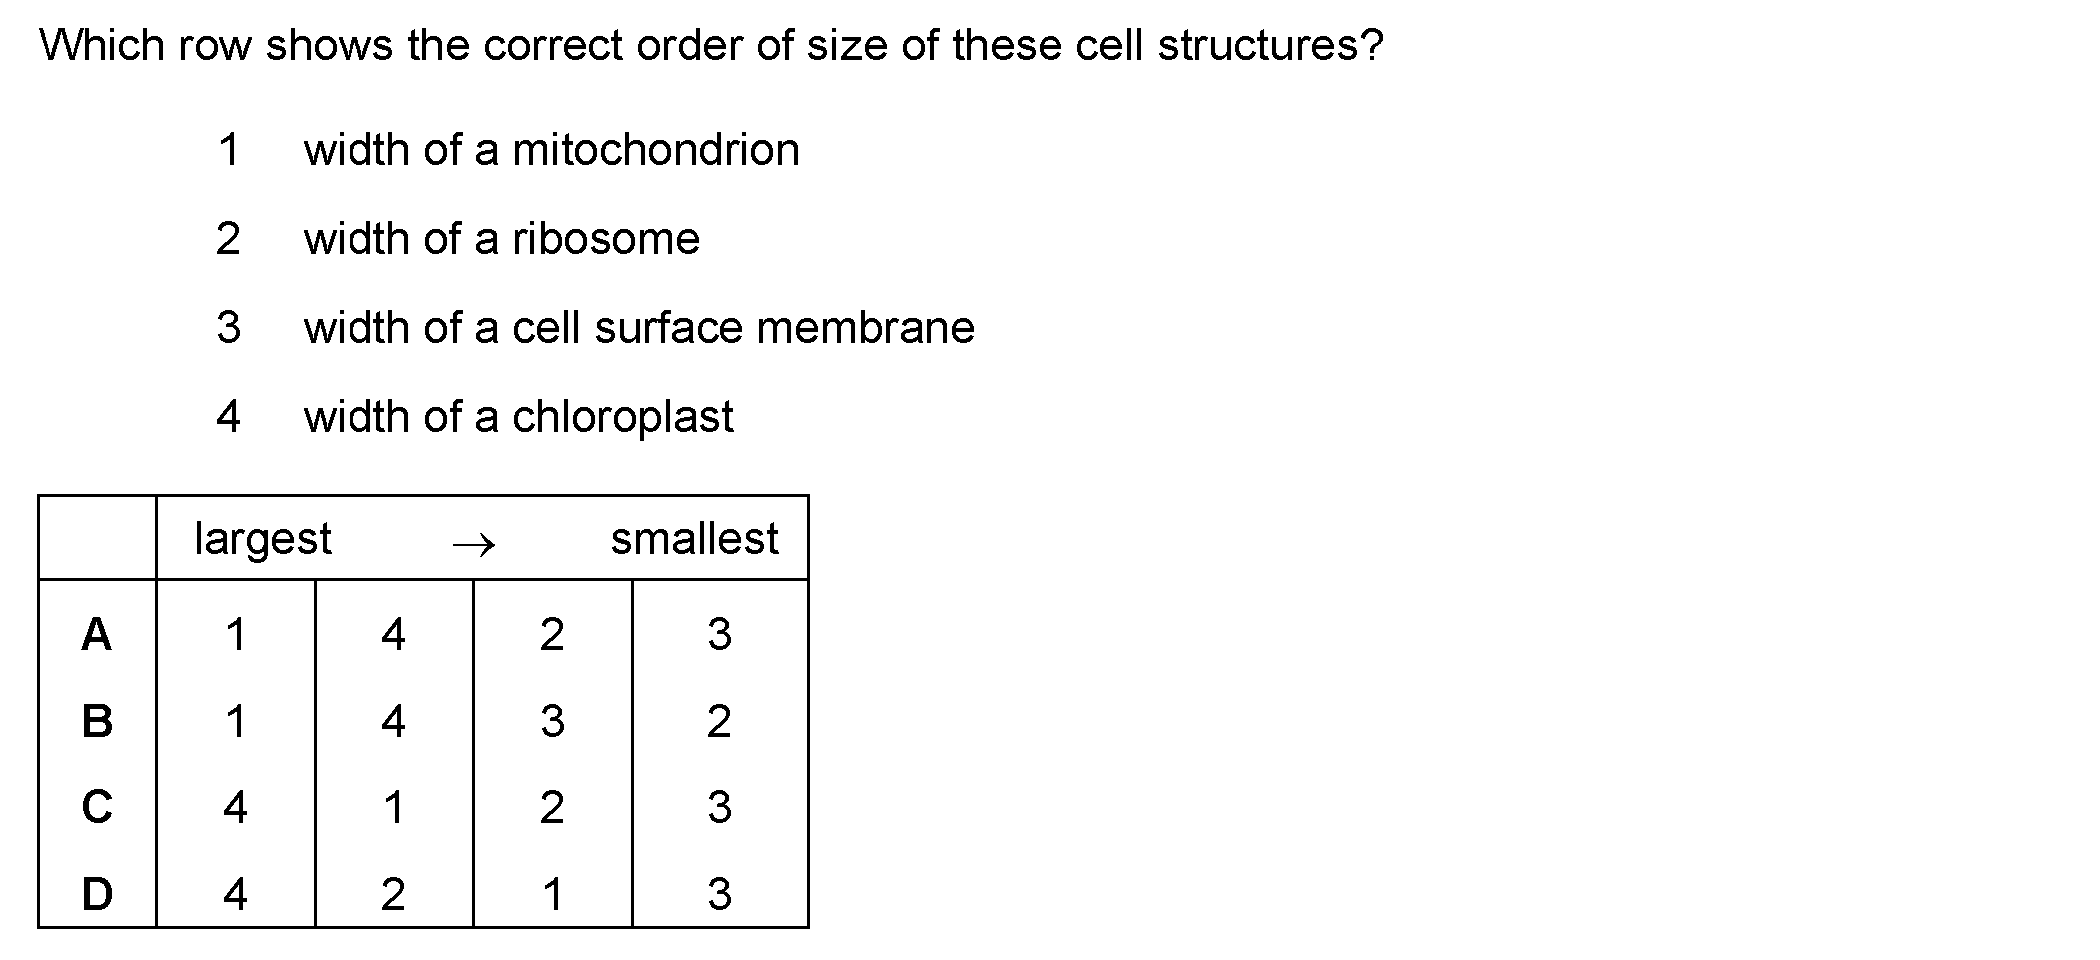 Which row shows the correct order of size of these cell structures?
1 width of a mitochondrion
2 width of a ribosome
3 width of a cell surface membrane
4 width of a chloroplast
largest → smallest
A 1 4 2 3
B 1 4 3 2
C 4 1 2 3
D 4 2 1 3